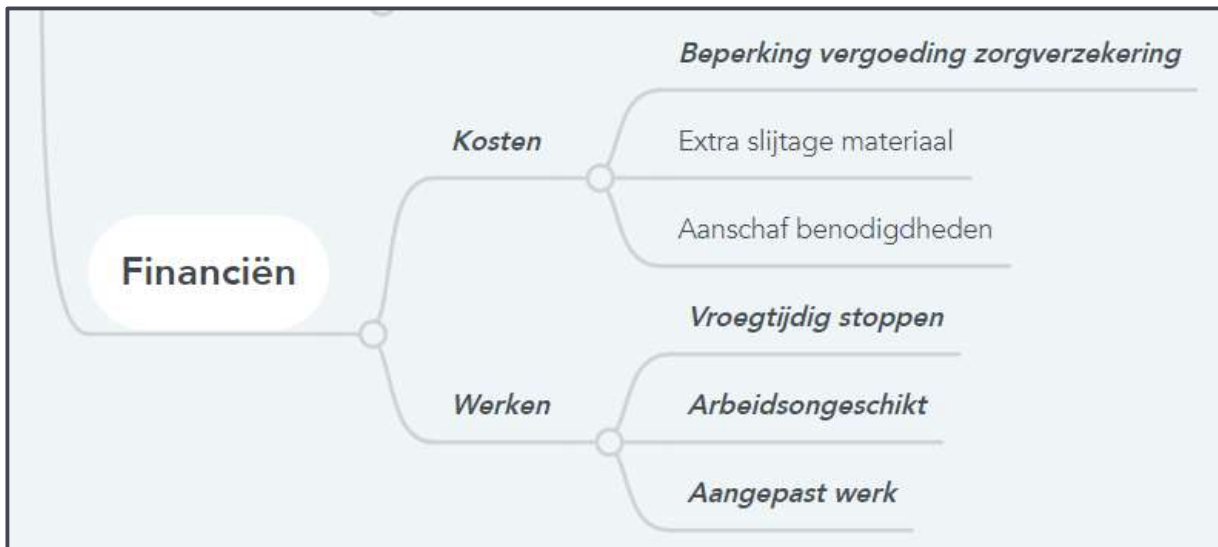 Financiën
Kosten
Beperking vergoeding zorgverzekering
Extra slijtage materiaal
Aanschaf benodigdheden
Werken
Vroegtijdig stoppen
Arbeidsongeschikt
Aangepast werk